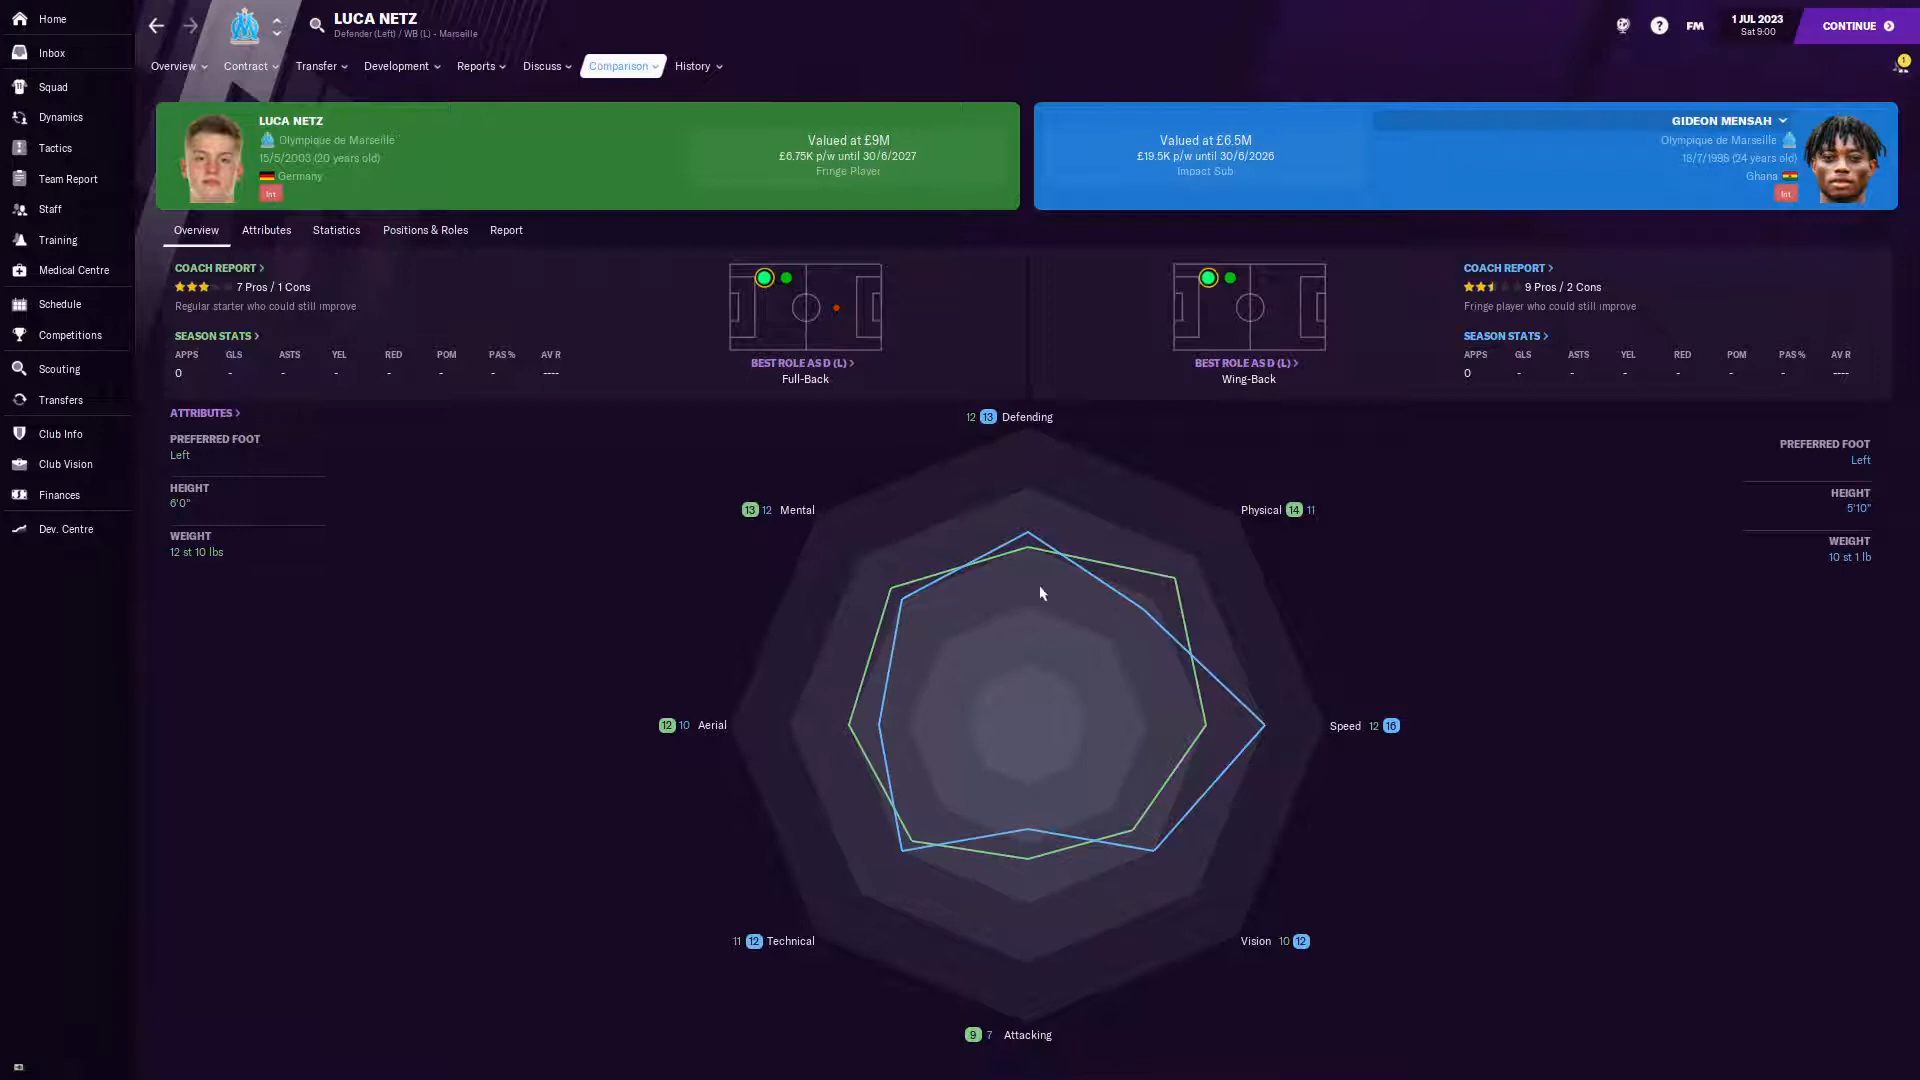 Home
Inbox
Squad
Dynamics
Tactics
Team Report
Staff
Training
Medical Centre
Schedule
Competitions
Scouting
Transfers
Club Info
Club Vision
Finances
Dev. Centre
LUCA NETZ
Defender (Left) / WB (L) - Marseille
? FM 1 JUL 2023
Sat 9:00
CONTINUE
Overview Contract Transfer Development Reports Discuss Comparison History
1
LUCA NETZ
Olympique de Marseille
15/5/2003 (20 years old)
Germany
Int
Valued at £9M
£6.75K p/w until 30/6/2027
Fringe Player
Valued at £6.5M
£19.5K p/w until 30/6/2026
Impact Sub
GIDEON MENSAH
Olympique de Marseille
18/7/1998 (24 years old)
Ghana
Int
Overview Attributes Statistics Positions & Roles Report
COACH REPORT >
7 Pros / 1 Cons
Regular starter who could still improve
SEASON STATS >
APPS GLS ASTS YEL RED POM PAS % AV R
0 - - - - - - ----
BEST ROLE AS D (L) >
Full-Back
BEST ROLE AS D (L) >
Wing-Back
COACH REPORT >
9 Pros / 2 Cons
Fringe player who could still improve
SEASON STATS >
APPS GLS ASTS YEL RED POM PAS % AV R
0 - - - - - - ----
ATTRIBUTES >
PREFERRED FOOT
Left
HEIGHT
6'0"
WEIGHT
12 st 10 lbs
12 13 Defending
13 12 Mental
Physical 14 11
12 10 Aerial
Speed 12 16
11 12 Technical
Vision 10 12
9 7 Attacking
PREFERRED FOOT
Left
HEIGHT
5'10"
WEIGHT
10 st 1 lb